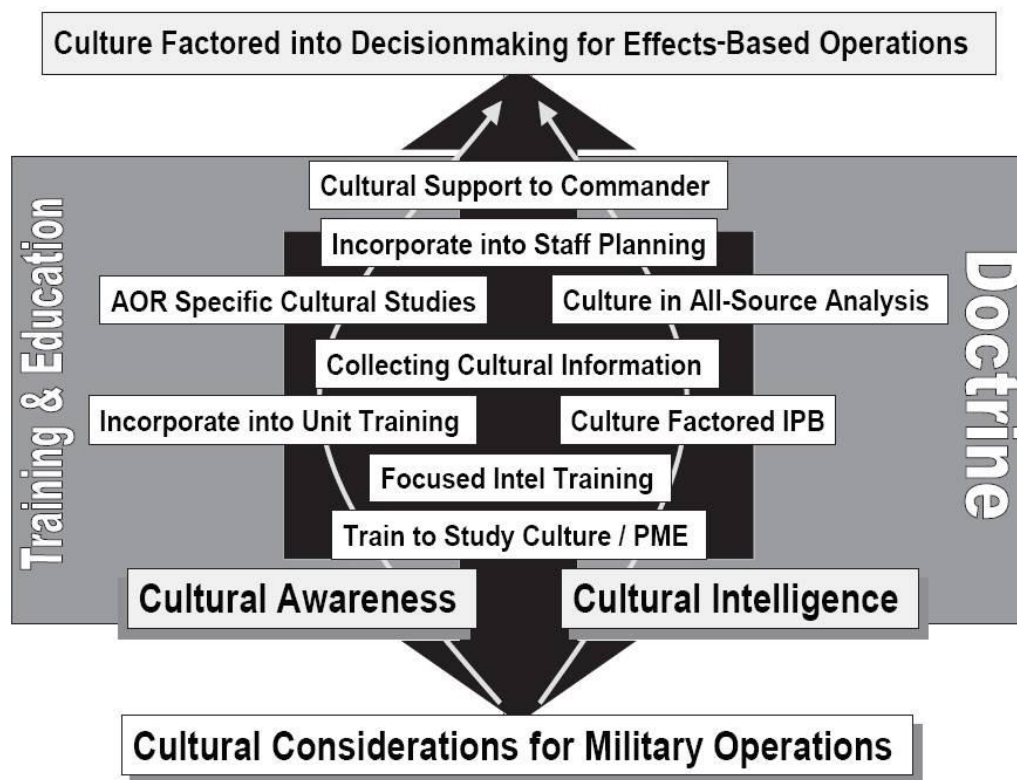 Culture Factored into Decisionmaking for Effects-Based Operations
Training & Education
Doctrine
Cultural Support to Commander
Incorporate into Staff Planning
AOR Specific Cultural Studies
Culture in All-Source Analysis
Collecting Cultural Information
Incorporate into Unit Training
Culture Factored IPB
Focused Intel Training
Train to Study Culture / PME
Cultural Awareness
Cultural Intelligence
Cultural Considerations for Military Operations